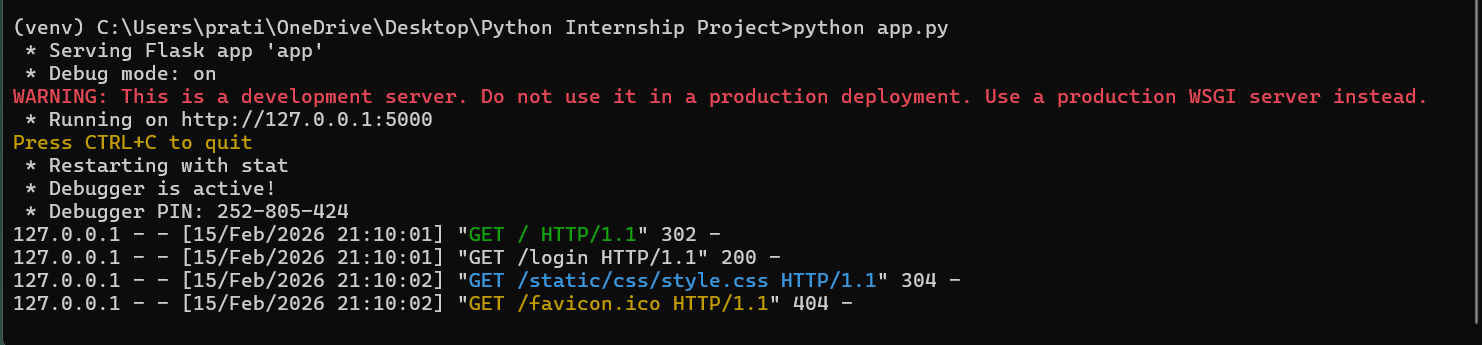 (venv) C:\Users\prati\OneDrive\Desktop\Python Internship Project>python app.py
 * Serving Flask app 'app'
 * Debug mode: on
WARNING: This is a development server. Do not use it in a production deployment. Use a production WSGI server instead.
 * Running on http://127.0.0.1:5000
Press CTRL+C to quit
 * Restarting with stat
 * Debugger is active!
 * Debugger PIN: 252-805-424
127.0.0.1 - - [15/Feb/2026 21:10:01] "GET / HTTP/1.1" 302 -
127.0.0.1 - - [15/Feb/2026 21:10:01] "GET /login HTTP/1.1" 200 -
127.0.0.1 - - [15/Feb/2026 21:10:02] "GET /static/css/style.css HTTP/1.1" 304 -
127.0.0.1 - - [15/Feb/2026 21:10:02] "GET /favicon.ico HTTP/1.1" 404 -